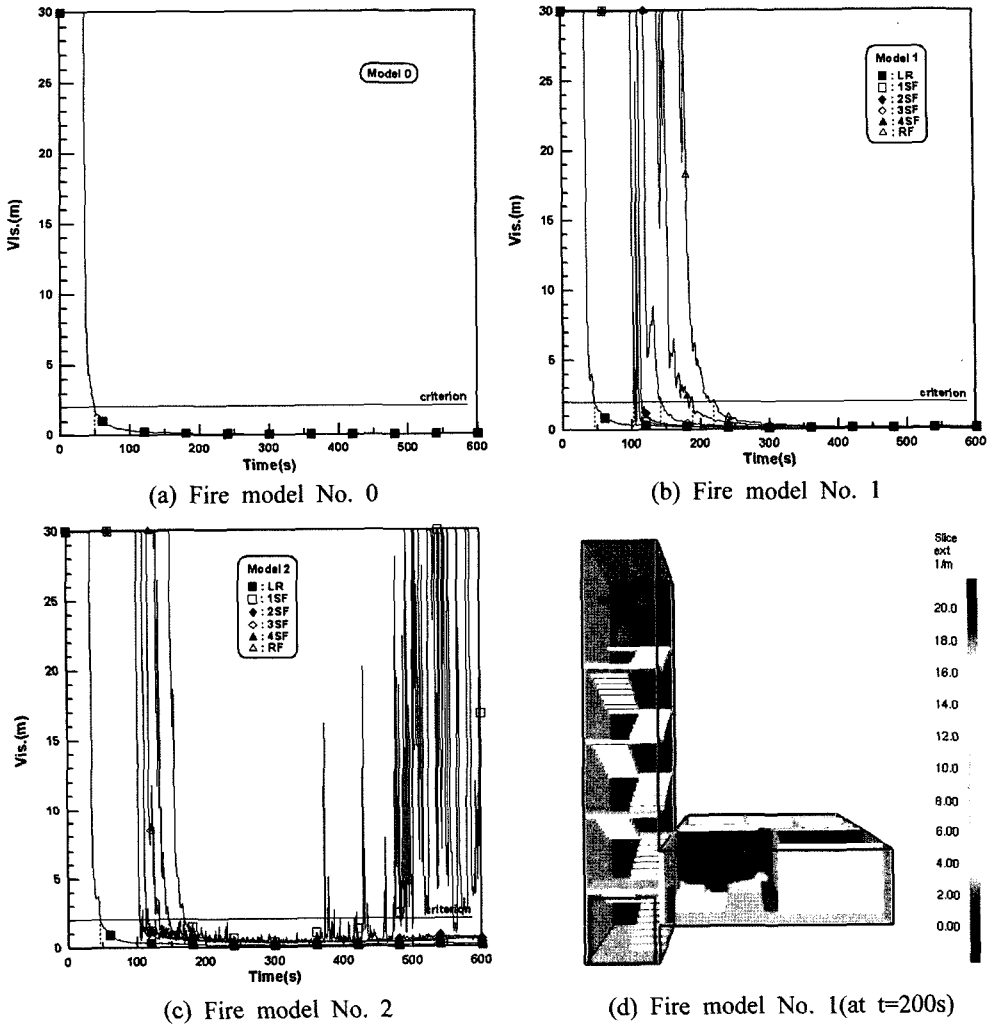 30
25
20
15
10
5
0
Vis.(m)
Model 0
criterion
0 100 200 300 400 500 600
Time(s)
(a) Fire model No. 0
30
25
20
15
10
5
0
Vis.(m)
Model 1
: LR
: 1SF
: 2SF
: 3SF
: 4SF
: RF
criterion
0 100 200 300 400 500 600
Time(s)
(b) Fire model No. 1
30
25
20
15
10
5
0
Vis.(m)
Model 2
: LR
: 1SF
: 2SF
: 3SF
: 4SF
: RF
criterion
0 100 200 300 400 500 600
Time(s)
(c) Fire model No. 2
Slice
ext
1/m
20.0
18.0
16.0
14.0
12.0
10.0
8.00
6.00
4.00
2.00
0.00
(d) Fire model No. 1(at t=200s)